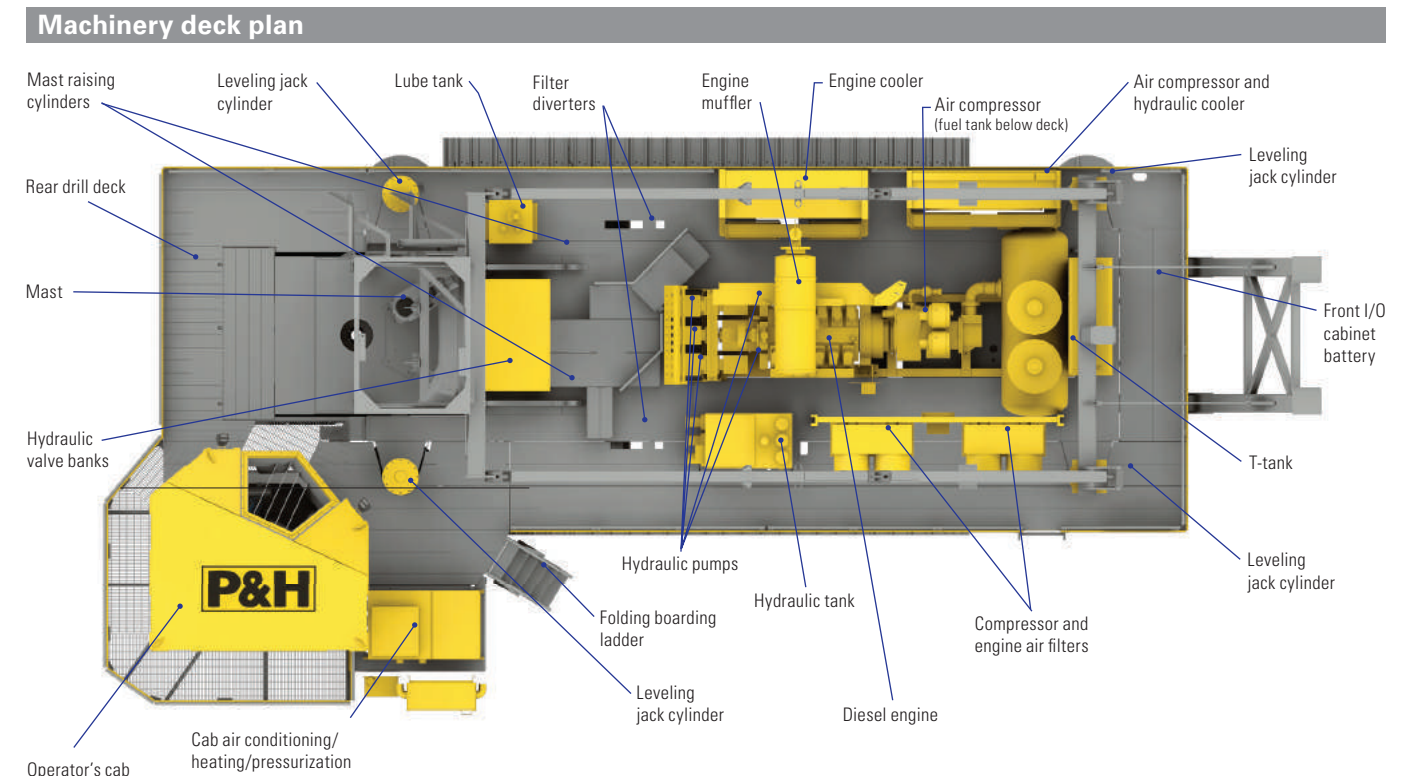 Machinery deck plan
Mast raising
cylinders
Leveling jack
cylinder
Lube tank
Filter
diverters
Engine
muffler
Engine cooler
Air compressor
(fuel tank below deck)
Air compressor and
hydraulic cooler
Leveling
jack cylinder
Rear drill deck
Mast
Front I/O
cabinet
battery
Hydraulic
valve banks
T-tank
P&H
Hydraulic pumps
Hydraulic tank
Folding boarding
ladder
Compressor and
engine air filters
Leveling
jack cylinder
Leveling
jack cylinder
Diesel engine
Cab air conditioning/
heating/pressurization
Operator's cab